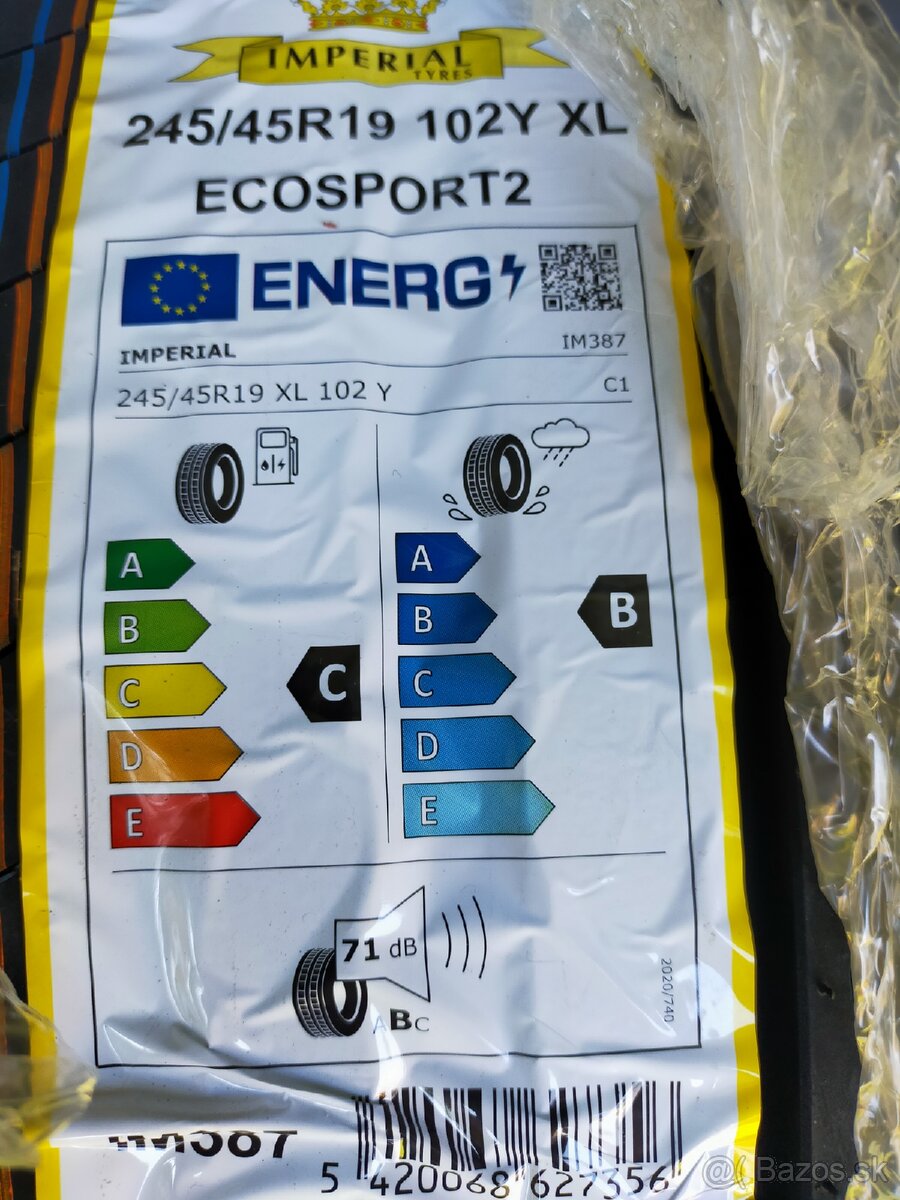 IMPERIAL
TYRES
245/45R19 102Y XL
ECOSPORT2
ENERG
IMPERIAL IM387
245/45R19 XL 102 Y C1
A A
B B B
C C C
D D
E E
71 dB
ABC
2020/740
IM387
5 420068 627356
@( Bazos.sk